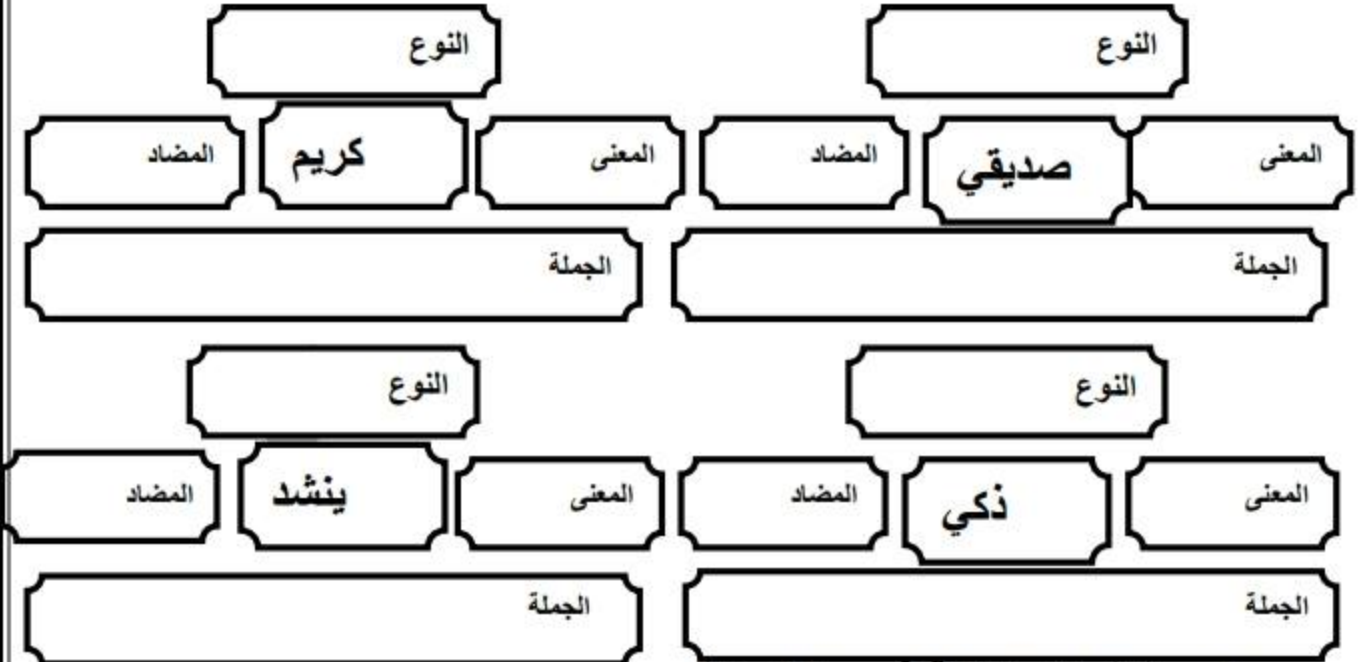 النوع
النوع
المعنى صديقي المضاد
المعنى كريم المضاد
الجملة
الجملة
النوع
النوع
المعنى ذكي المضاد
المعنى ينشد المضاد
الجملة
الجملة